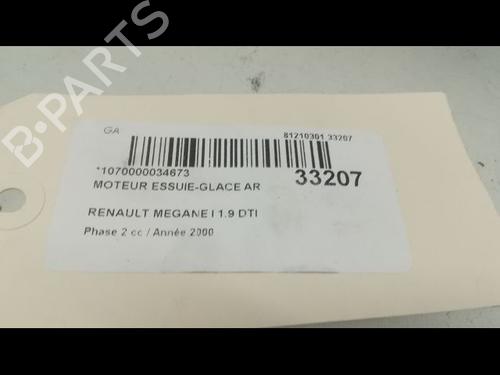 B-PARTS
GA
81210301 33207
*1070000034673
33207
MOTEUR ESSUIE-GLACE AR
RENAULT MEGANE I 1.9 DTI
Phase 2 cc / Année 2000